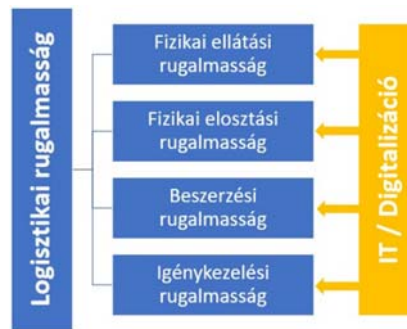 Logisztikai rugalmasság
Fizikai ellátási
rugalmasság
Fizikai elosztási
rugalmasság
Beszerzési
rugalmasság
Igénykezelési
rugalmasság
IT / Digitalizáció